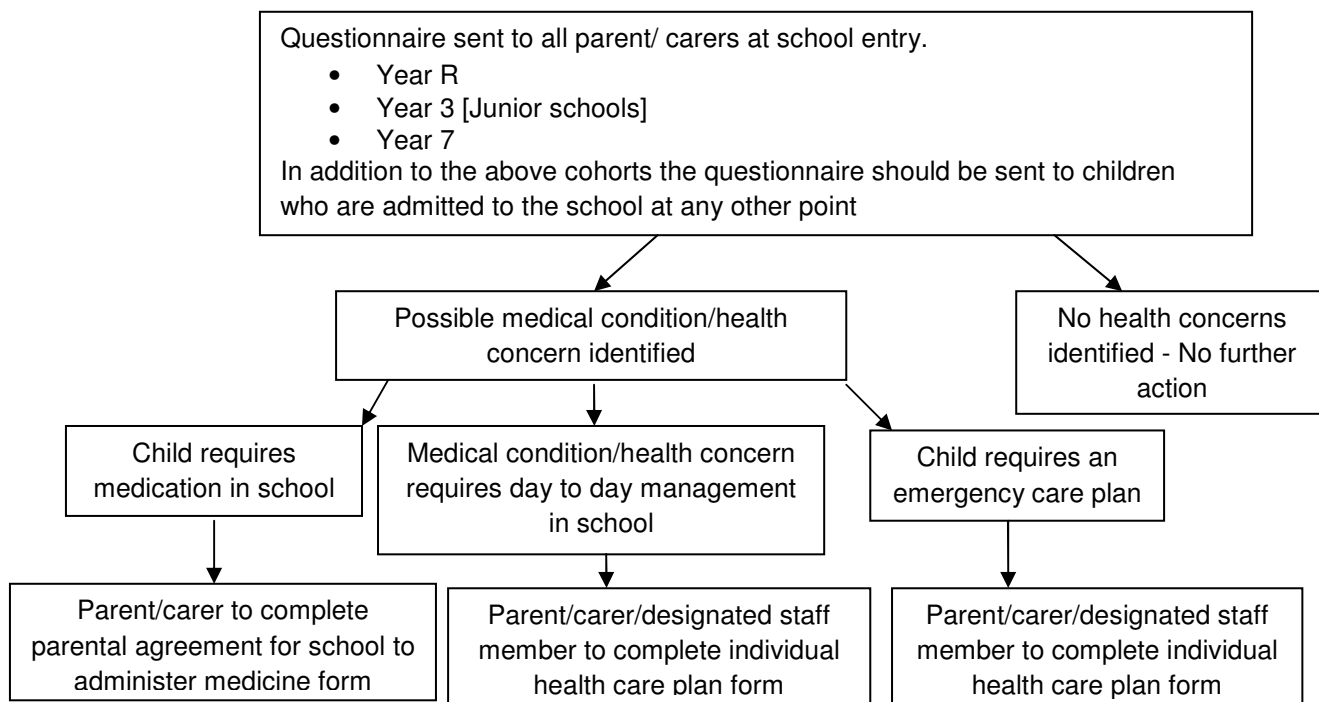 Questionnaire sent to all parent/ carers at school entry.
• Year R
• Year 3 [Junior schools]
• Year 7
In addition to the above cohorts the questionnaire should be sent to children
who are admitted to the school at any other point
Possible medical condition/health
concern identified
No health concerns
identified - No further
action
Child requires
medication in school
Medical condition/health concern
requires day to day management
in school
Child requires an
emergency care plan
Parent/carer to complete
parental agreement for school to
administer medicine form
Parent/carer/designated staff
member to complete individual
health care plan form
Parent/carer/designated staff
member to complete individual
health care plan form